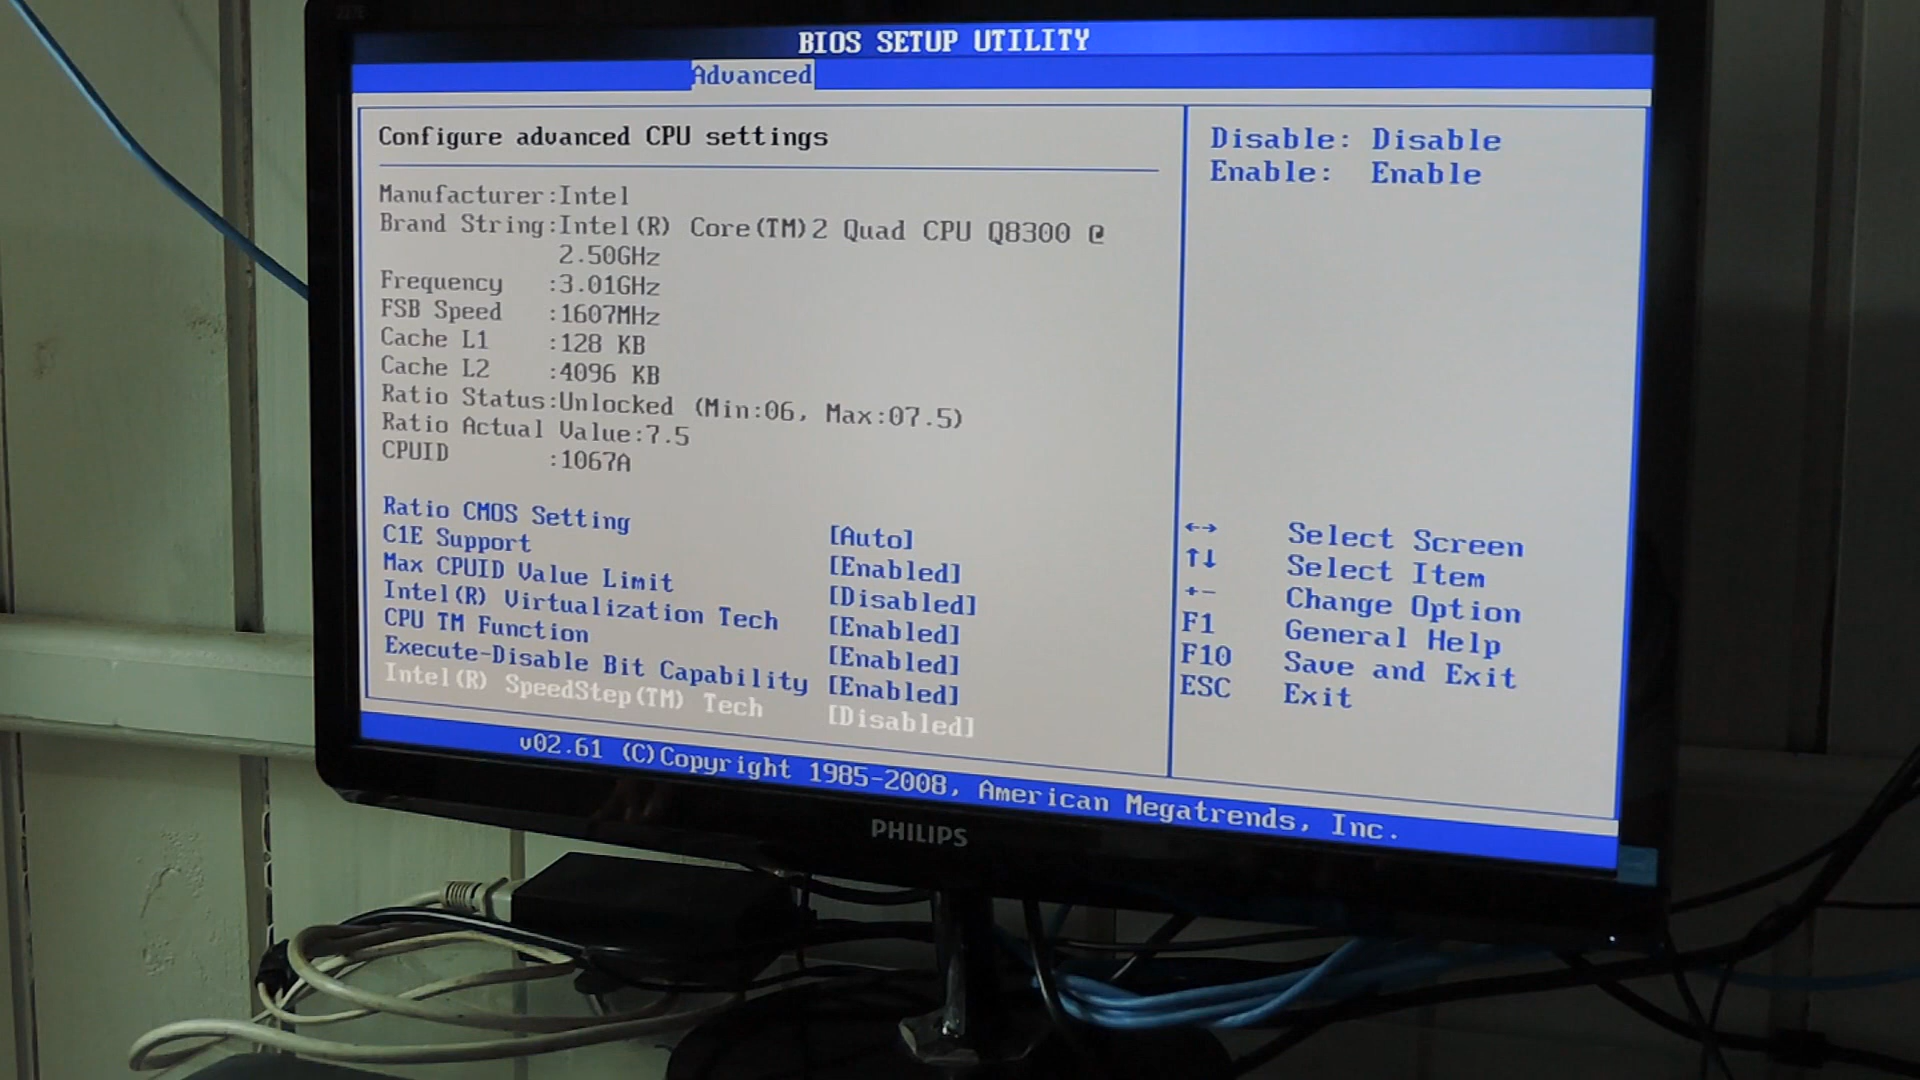 BIOS SETUP UTILITY
Advanced
Configure advanced CPU settings
Manufacturer:Intel
Brand String:Intel(R) Core(TM)2 Quad CPU Q8300 @
2.50GHz
Frequency :3.01GHz
FSB Speed :1607MHz
Cache L1 :128 KB
Cache L2 :4096 KB
Ratio Status:Unlocked (Min:06, Max:07.5)
Ratio Actual Value:7.5
CPUID :1067A
Ratio CMOS Setting [Auto]
C1E Support [Enabled]
Max CPUID Value Limit [Disabled]
Intel(R) Virtualization Tech [Enabled]
CPU TM Function [Enabled]
Execute-Disable Bit Capability [Enabled]
Intel(R) SpeedStep(TM) Tech [Disabled]
Disable: Disable
Enable: Enable
←→ Select Screen
↑↓ Select Item
+- Change Option
F1 General Help
F10 Save and Exit
ESC Exit
v02.61 (C)Copyright 1985-2008, American Megatrends, Inc.
PHILIPS